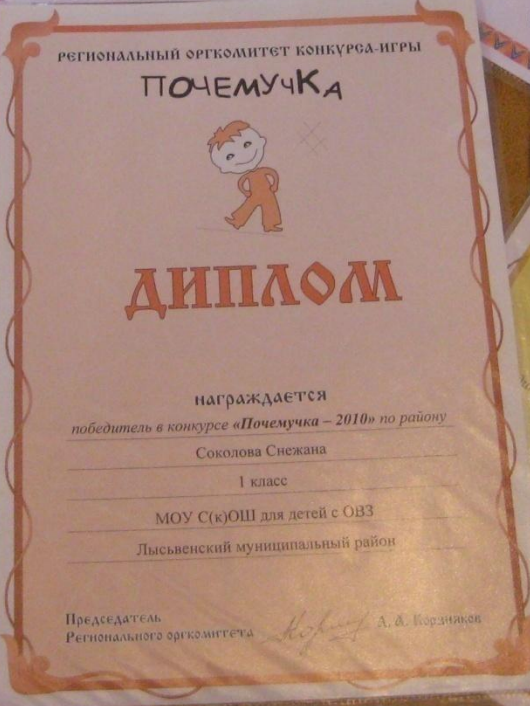 РЕГИОНАЛЬНЫЙ ОРГКОМИТЕТ КОНКУРСА-ИГРЫ
ПОЧЕМУЧКА
ДИПЛОМ
НАГРАЖДАЕТСЯ
победитель в конкурсе «Почемучка – 2010» по району
Соколова Снежана
1 класс
МОУ С(к)ОШ для детей с ОВЗ
Лысьвенский муниципальный район
Председатель
Регионального оргкомитета
А. А. Кордняков